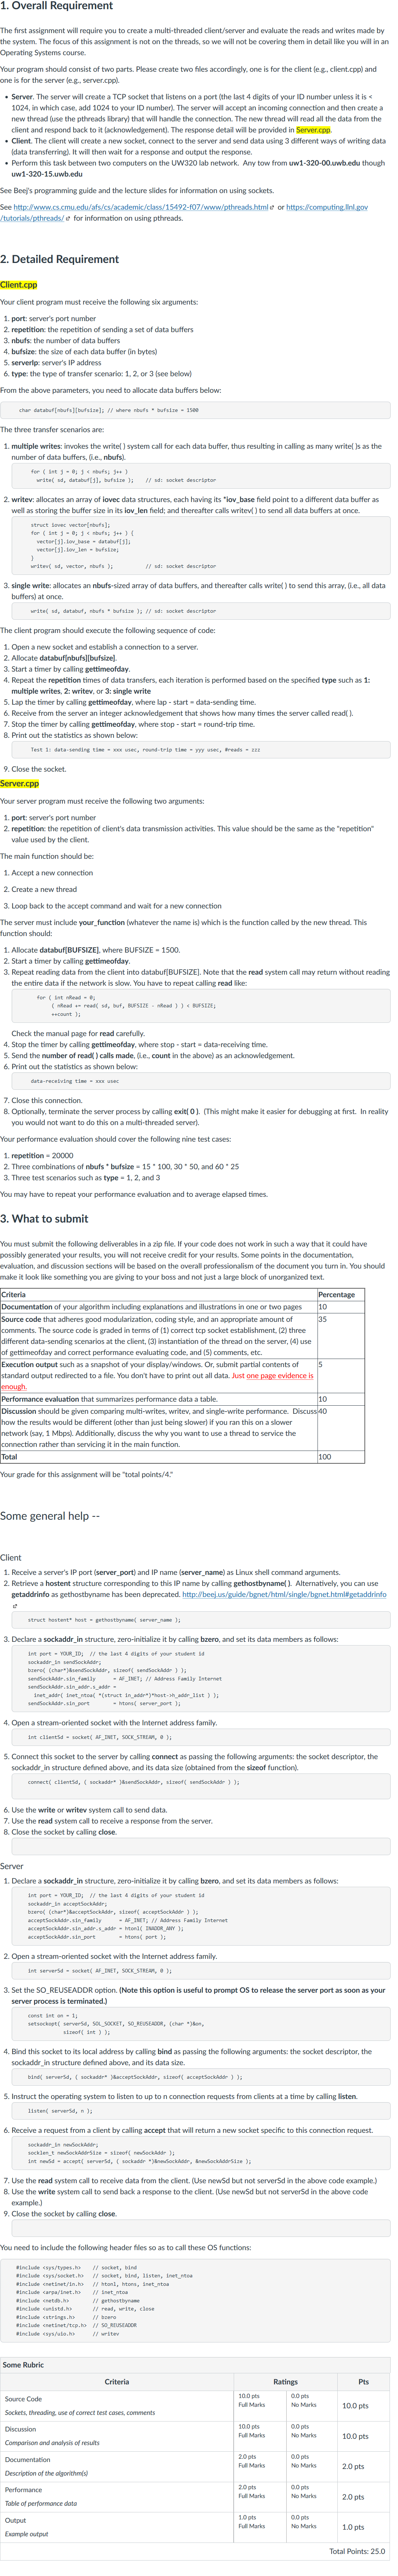 1. Overall Requirement
The first assignment will require you to create a multi-threaded client/server and evaluate the reads and writes made by
the system. The focus of this assignment is not on the threads, so we will not be covering them in detail like you will in an
Operating Systems course.
Your program should consist of two parts. Please create two files accordingly, one is for the client (e.g., client.cpp) and
one is for the server (e.g., server.cpp).
• Server. The server will create a TCP socket that listens on a port (the last 4 digits of your ID number unless it is <
1024, in which case, add 1024 to your ID number). The server will accept an incoming connection and then create a
new thread (use the pthreads library) that will handle the connection. The new thread will read all the data from the
client and respond back to it (acknowledgement). The response detail will be provided in Server.cpp.
• Client. The client will create a new socket, connect to the server and send data using 3 different ways of writing data
(data transferring). It will then wait for a response and output the response.
• Perform this task between two computers on the UW320 lab network. Any tow from uw1-320-00.uwb.edu though
uw1-320-15.uwb.edu
See Beej's programming guide and the lecture slides for information on using sockets.
See http://www.cs.cmu.edu/afs/cs/academic/class/15492-f07/www/pthreads.html or https://computing.llnl.gov
/tutorials/pthreads/ for information on using pthreads.
2. Detailed Requirement
Client.cpp
Your client program must receive the following six arguments:
1. port: server's port number
2. repetition: the repetition of sending a set of data buffers
3. nbufs: the number of data buffers
4. bufsize: the size of each data buffer (in bytes)
5. serverIp: server's IP address
6. type: the type of transfer scenario: 1, 2, or 3 (see below)
From the above parameters, you need to allocate data buffers below:
char databuf[nbufs][bufsize]; // where nbufs * bufsize = 1500
The three transfer scenarios are:
1. multiple writes: invokes the write( ) system call for each data buffer, thus resulting in calling as many write( )s as the
number of data buffers, (i.e., nbufs).
for ( int j = 0; j < nbufs; j++ )
write( sd, databuf[j], bufsize ); // sd: socket descriptor
2. writev: allocates an array of iovec data structures, each having its *iov_base field point to a different data buffer as
well as storing the buffer size in its iov_len field; and thereafter calls writev( ) to send all data buffers at once.
struct iovec vector[nbufs];
for ( int j = 0; j < nbufs; j++ ) {
vector[j].iov_base = databuf[j];
vector[j].iov_len = bufsize;
}
writev( sd, vector, nbufs ); // sd: socket descriptor
3. single write: allocates an nbufs-sized array of data buffers, and thereafter calls write( ) to send this array, (i.e., all data
buffers) at once.
write( sd, databuf, nbufs * bufsize ); // sd: socket descriptor
The client program should execute the following sequence of code:
1. Open a new socket and establish a connection to a server.
2. Allocate databuf[nbufs][bufsize].
3. Start a timer by calling gettimeofday.
4. Repeat the repetition times of data transfers, each iteration is performed based on the specified type such as 1:
multiple writes, 2: writev, or 3: single write
5. Lap the timer by calling gettimeofday, where lap - start = data-sending time.
6. Receive from the server an integer acknowledgement that shows how many times the server called read( ).
7. Stop the timer by calling gettimeofday, where stop - start = round-trip time.
8. Print out the statistics as shown below:
Test 1: data-sending time = xxx usec, round-trip time = yyy usec, #reads = zzz
9. Close the socket.
Server.cpp
Your server program must receive the following two arguments:
1. port: server's port number
2. repetition: the repetition of client's data transmission activities. This value should be the same as the "repetition"
value used by the client.
The main function should be:
1. Accept a new connection
2. Create a new thread
3. Loop back to the accept command and wait for a new connection
The server must include your_function (whatever the name is) which is the function called by the new thread. This
function should:
1. Allocate databuf[BUFSIZE], where BUFSIZE = 1500.
2. Start a timer by calling gettimeofday.
3. Repeat reading data from the client into databuf[BUFSIZE]. Note that the read system call may return without reading
the entire data if the network is slow. You have to repeat calling read like:
for ( int nRead = 0;
( nRead += read( sd, buf, BUFSIZE - nRead ) ) < BUFSIZE;
++count );
Check the manual page for read carefully.
4. Stop the timer by calling gettimeofday, where stop - start = data-receiving time.
5. Send the number of read( ) calls made, (i.e., count in the above) as an acknowledgement.
6. Print out the statistics as shown below:
data-receiving time = xxx usec
7. Close this connection.
8. Optionally, terminate the server process by calling exit( 0 ). (This might make it easier for debugging at first. In reality
you would not want to do this on a multi-threaded server).
Your performance evaluation should cover the following nine test cases:
1. repetition = 20000
2. Three combinations of nbufs * bufsize = 15 * 100, 30 * 50, and 60 * 25
3. Three test scenarios such as type = 1, 2, and 3
You may have to repeat your performance evaluation and to average elapsed times.
3. What to submit
You must submit the following deliverables in a zip file. If your code does not work in such a way that it could have
possibly generated your results, you will not receive credit for your results. Some points in the documentation,
evaluation, and discussion sections will be based on the overall professionalism of the document you turn in. You should
make it look like something you are giving to your boss and not just a large block of unorganized text.
Criteria Percentage
Documentation of your algorithm including explanations and illustrations in one or two pages 10
Source code that adheres good modularization, coding style, and an appropriate amount of 35
comments. The source code is graded in terms of (1) correct tcp socket establishment, (2) three
different data-sending scenarios at the client, (3) instantiation of the thread on the server, (4) use
of gettimeofday and correct performance evaluating code, and (5) comments, etc.
Execution output such as a snapshot of your display/windows. Or, submit partial contents of 5
standard output redirected to a file. You don't have to print out all data. Just one page evidence is
enough.
Performance evaluation that summarizes performance data a table. 10
Discussion should be given comparing multi-writes, writev, and single-write performance. Discuss 40
how the results would be different (other than just being slower) if you ran this on a slower
network (say, 1 Mbps). Additionally, discuss the why you want to use a thread to service the
connection rather than servicing it in the main function.
Total 100
Your grade for this assignment will be "total points/4."
Some general help --
Client
1. Receive a server's IP port (server_port) and IP name (server_name) as Linux shell command arguments.
2. Retrieve a hostent structure corresponding to this IP name by calling gethostbyname( ). Alternatively, you can use
getaddrinfo as gethostbyname has been deprecated. http://beej.us/guide/bgnet/html/single/bgnet.html#getaddrinfo
struct hostent* host = gethostbyname( server_name );
3. Declare a sockaddr_in structure, zero-initialize it by calling bzero, and set its data members as follows:
int port = YOUR_ID; // the last 4 digits of your student id
sockaddr_in sendSockAddr;
bzero( (char*)&sendSockAddr, sizeof( sendSockAddr ) );
sendSockAddr.sin_family = AF_INET; // Address Family Internet
sendSockAddr.sin_addr.s_addr =
inet_addr( inet_ntoa( *(struct in_addr*)*host->h_addr_list ) );
sendSockAddr.sin_port = htons( server_port );
4. Open a stream-oriented socket with the Internet address family.
int clientSd = socket( AF_INET, SOCK_STREAM, 0 );
5. Connect this socket to the server by calling connect as passing the following arguments: the socket descriptor, the
sockaddr_in structure defined above, and its data size (obtained from the sizeof function).
connect( clientSd, ( sockaddr* )&sendSockAddr, sizeof( sendSockAddr ) );
6. Use the write or writev system call to send data.
7. Use the read system call to receive a response from the server.
8. Close the socket by calling close.
Server
1. Declare a sockaddr_in structure, zero-initialize it by calling bzero, and set its data members as follows:
int port = YOUR_ID; // the last 4 digits of your student id
sockaddr_in acceptSockAddr;
bzero( (char*)&acceptSockAddr, sizeof( acceptSockAddr ) );
acceptSockAddr.sin_family = AF_INET; // Address Family Internet
acceptSockAddr.sin_addr.s_addr = htonl( INADDR_ANY );
acceptSockAddr.sin_port = htons( port );
2. Open a stream-oriented socket with the Internet address family.
int serverSd = socket( AF_INET, SOCK_STREAM, 0 );
3. Set the SO_REUSEADDR option. (Note this option is useful to prompt OS to release the server port as soon as your
server process is terminated.)
const int on = 1;
setsockopt( serverSd, SOL_SOCKET, SO_REUSEADDR, (char *)&on,
sizeof( int ) );
4. Bind this socket to its local address by calling bind as passing the following arguments: the socket descriptor, the
sockaddr_in structure defined above, and its data size.
bind( serverSd, ( sockaddr* )&acceptSockAddr, sizeof( acceptSockAddr ) );
5. Instruct the operating system to listen to up to n connection requests from clients at a time by calling listen.
listen( serverSd, n );
6. Receive a request from a client by calling accept that will return a new socket specific to this connection request.
sockaddr_in newSockAddr;
socklen_t newSockAddrSize = sizeof( newSockAddr );
int newSd = accept( serverSd, ( sockaddr *)&newSockAddr, &newSockAddrSize );
7. Use the read system call to receive data from the client. (Use newSd but not serverSd in the above code example.)
8. Use the write system call to send back a response to the client. (Use newSd but not serverSd in the above code
example.)
9. Close the socket by calling close.
You need to include the following header files so as to call these OS functions:
#include <sys/types.h> // socket, bind
#include <sys/socket.h> // socket, bind, listen, inet_ntoa
#include <netinet/in.h> // htonl, htons, inet_ntoa
#include <arpa/inet.h> // inet_ntoa
#include <netdb.h> // gethostbyname
#include <unistd.h> // read, write, close
#include <strings.h> // bzero
#include <netinet/tcp.h> // SO_REUSEADDR
#include <sys/uio.h> // writev
Some Rubric
Criteria Ratings Pts
Source Code
Sockets, threading, use of correct test cases, comments
10.0 pts
Full Marks
0.0 pts
No Marks
10.0 pts
Discussion
Comparison and analysis of results
10.0 pts
Full Marks
0.0 pts
No Marks
10.0 pts
Documentation
Description of the algorithm(s)
2.0 pts
Full Marks
0.0 pts
No Marks
2.0 pts
Performance
Table of performance data
2.0 pts
Full Marks
0.0 pts
No Marks
2.0 pts
Output
Example output
1.0 pts
Full Marks
0.0 pts
No Marks
1.0 pts
Total Points: 25.0